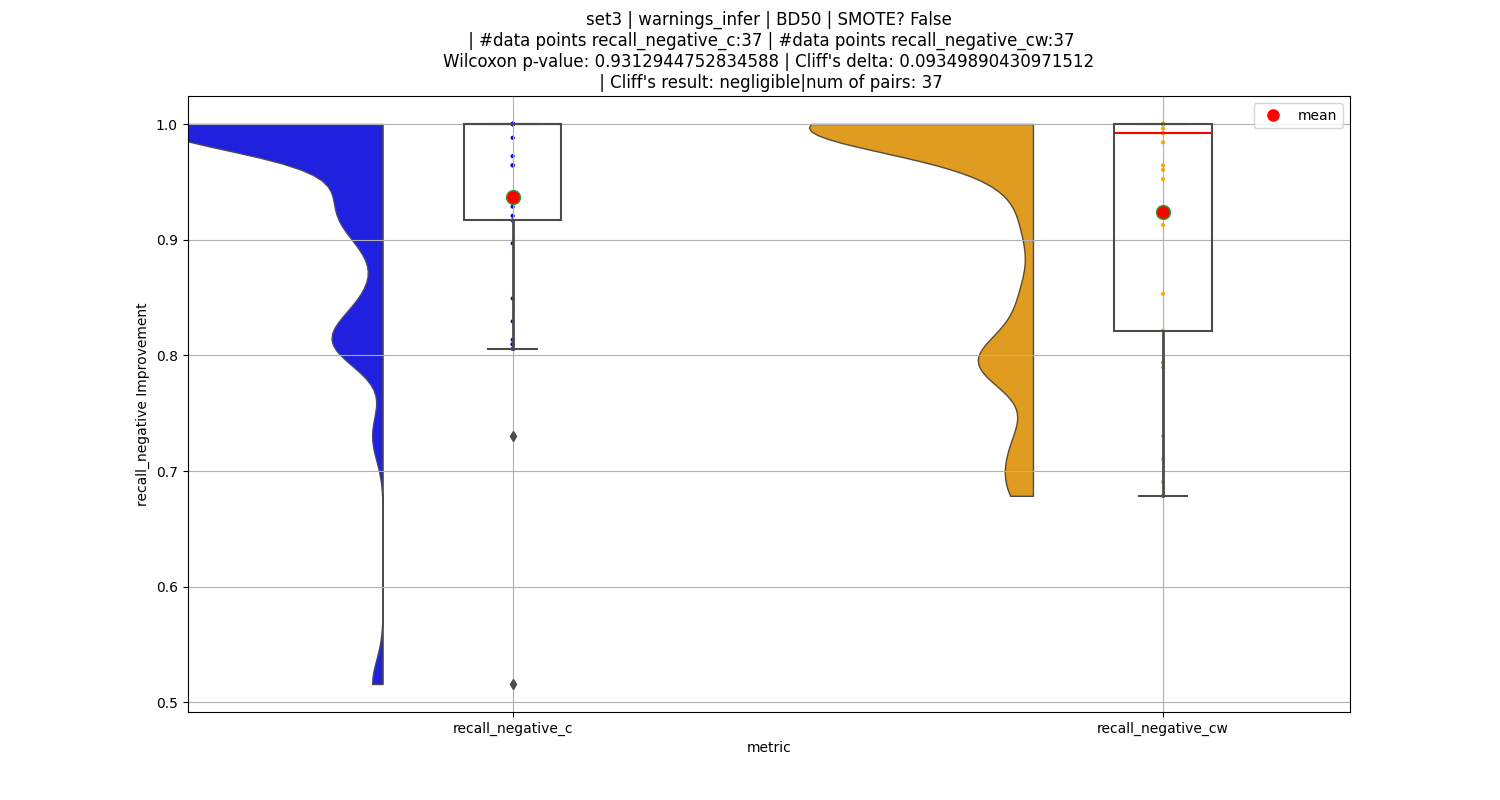 set3 | warnings_infer | BD50 | SMOTE? False
| #data points recall_negative_c:37 | #data points recall_negative_cw:37
Wilcoxon p-value: 0.9312944752834588 | Cliff's delta: 0.09349890430971512
| Cliff's result: negligible|num of pairs: 37
mean
1.0
0.9
0.8
0.7
0.6
0.5
recall_negative Improvement
recall_negative_c
recall_negative_cw
metric